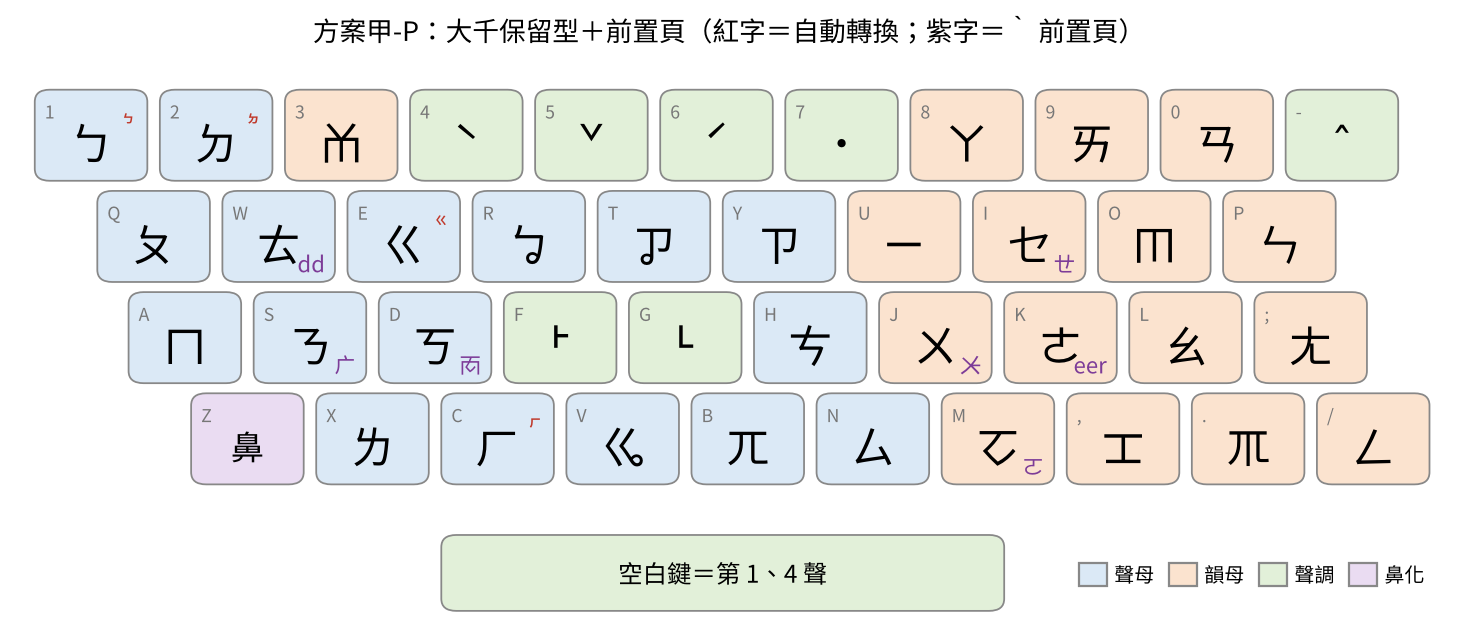 方案甲-P：大千保留型＋前置頁（紅字＝自動轉換；紫字＝ˋ 前置頁）
1 ㄅ ㆴ 2 ㄉ ㆵ 3 ㆯ 4 ˋ 5 ˇ 6 ˊ 7 • 8 ㄚ 9 ㄞ 0 ㄢ - ˆ
Q ㄆ W ㄊ dd E ㄍ ㆶ R ㆠ T ㆢ Y ㄗ U ㄧ I ㆤ ㄝ O ㆬ P ㄣ
A ㄇ S ㄋ 广 D ㄎ F ㆐ G └ H ㄘ J ㄨ K ㄜ eer L ㄠ ; ㄤ
Z 鼻 X ㄌ C ㄏ ㆷ V ㆣ B ㄫ N ㄙ M ㆦ ㄛ , ㆲ . ㆭ / ㄥ
空白鍵＝第 1、4 聲
聲母 韻母 聲調 鼻化